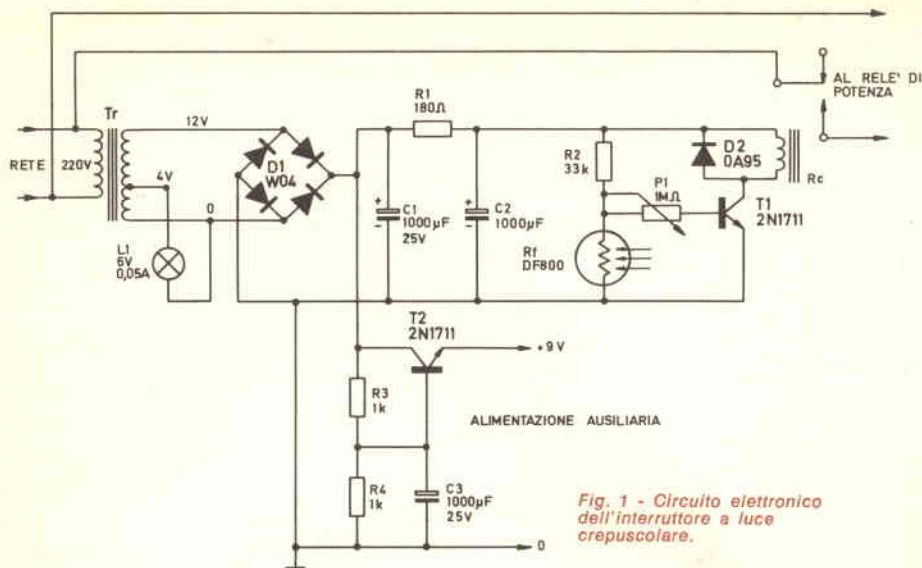 AL RELE' DI
POTENZA
R1
180Ω
Tr
12V
RETE
220V
4V
0
D1
W04
R2
33k
D2
0A95
Rc
P1
1MΩ
T1
2N1711
+
-
C1
1000µF
25V
+
-
C2
1000µF
L1
6V
0,05A
Rf
DF800
T2
2N1711
+9V
R3
1k
ALIMENTAZIONE AUSILIARIA
R4
1k
C3
1000µF
25V
0
Fig. 1 - Circuito elettronico
dell'interruttore a luce
crepuscolare.